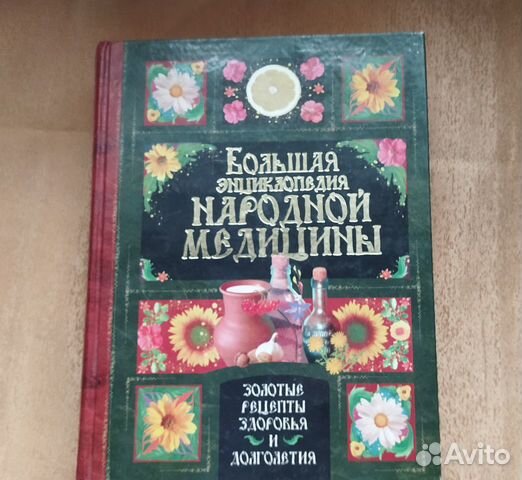 Большая
энциклопедия
народной
медицины
золотые
рецепты
здоровья
и
долголетия
Avito